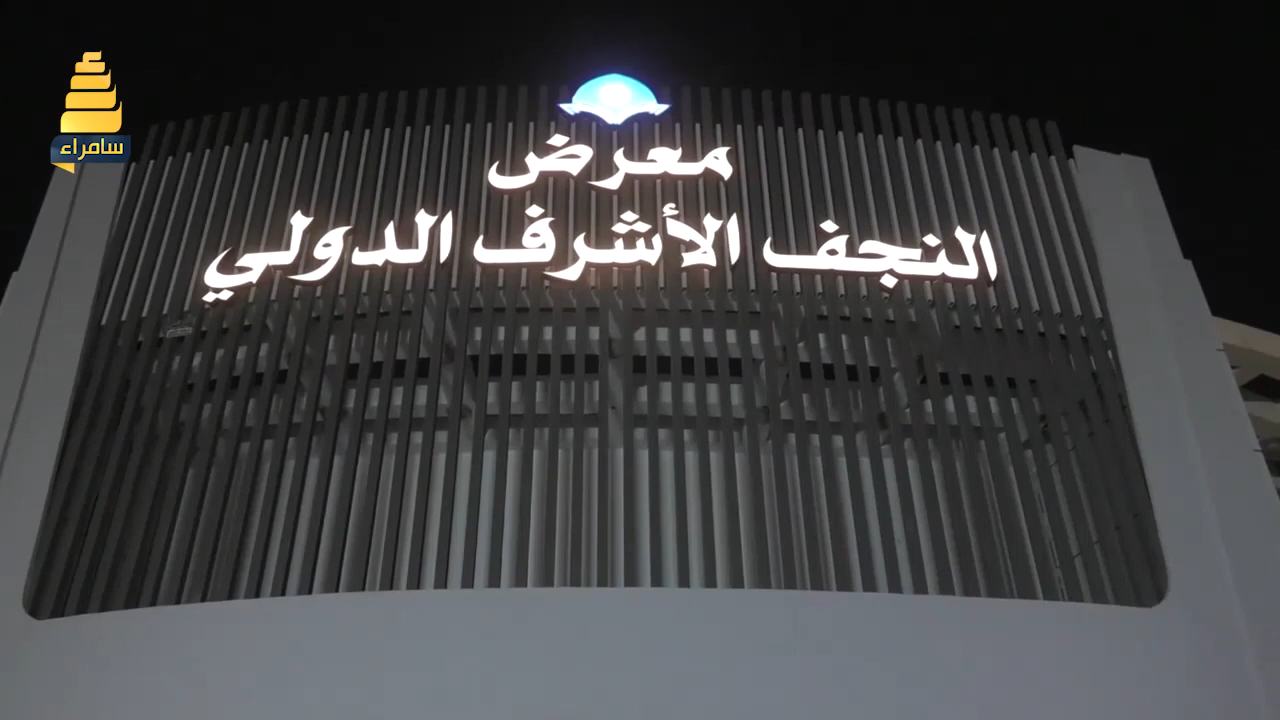 سامراء
معرض
النجف الأشرف الدولي